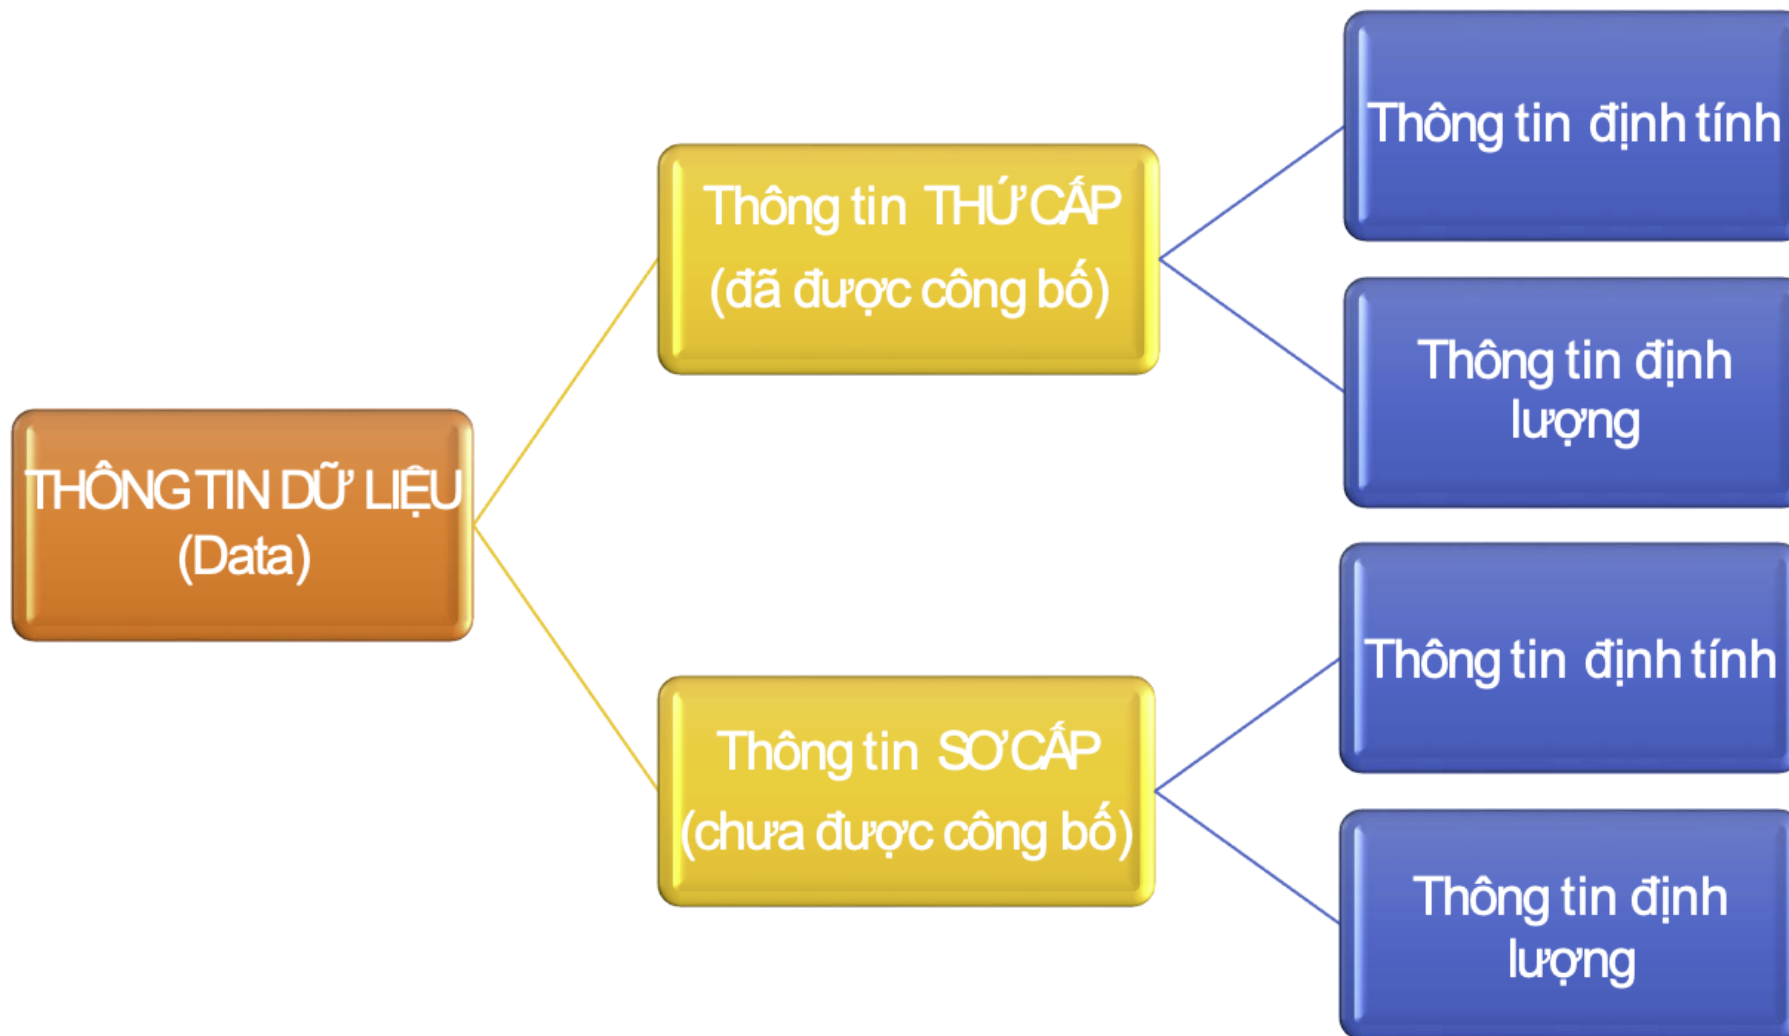 THÔNG TIN DỮ LIỆU
(Data)
Thông tin THỨ CẤP
(đã được công bố)
Thông tin định tính
Thông tin định
lượng
Thông tin SƠ CẤP
(chưa được công bố)
Thông tin định tính
Thông tin định
lượng